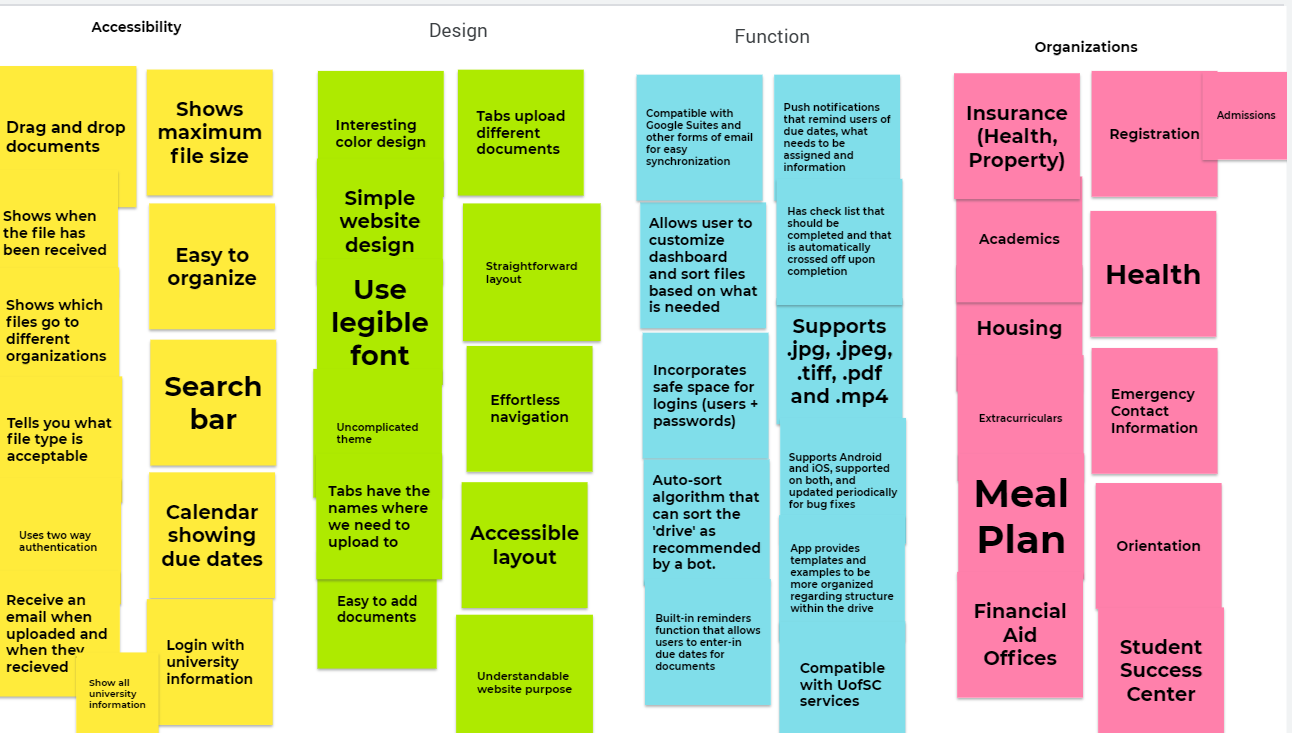 Accessibility
Drag and drop
documents
Shows when
the file has
been received
Shows which
files go to
different
organizations
Tells you what
file type is
acceptable
Uses two way
authentication
Receive an
email when
uploaded and
when they
recieved
Show all
university
information
Shows
maximum
file size
Easy to
organize
Search
bar
Calendar
showing
due dates
Login with
university
information
Design
Interesting
color design
Simple
website
design
Use
legible
font
Uncomplicated
theme
Tabs have the
names where
we need to
upload to
Easy to add
documents
Tabs upload
different
documents
Straightforward
layout
Effortless
navigation
Accessible
layout
Understandable
website purpose
Function
Compatible with
Google Suites and
other forms of email
for easy
synchronization
Allows user to
customize
dashboard
and sort files
based on what
is needed
Incorporates
safe space for
logins (users +
passwords)
Auto-sort
algorithm that
can sort the
'drive' as
recommended
by a bot.
Built-in reminders
function that allows
users to enter-in
due dates for
documents
Push notifications
that remind users of
due dates, what
needs to be
assigned and
information
Has check list that
should be
completed and that
is automatically
crossed off upon
completion
Supports
.jpg, .jpeg,
.tiff, .pdf
and .mp4
Supports Android
and iOS, supported
on both, and
updated periodically
for bug fixes
App provides
templates and
examples to be
more organized
regarding structure
within the drive
Compatible
with UofSC
services
Organizations
Insurance
(Health,
Property)
Academics
Housing
Extracurriculars
Meal
Plan
Financial
Aid
Offices
Registration
Admissions
Health
Emergency
Contact
Information
Orientation
Student
Success
Center